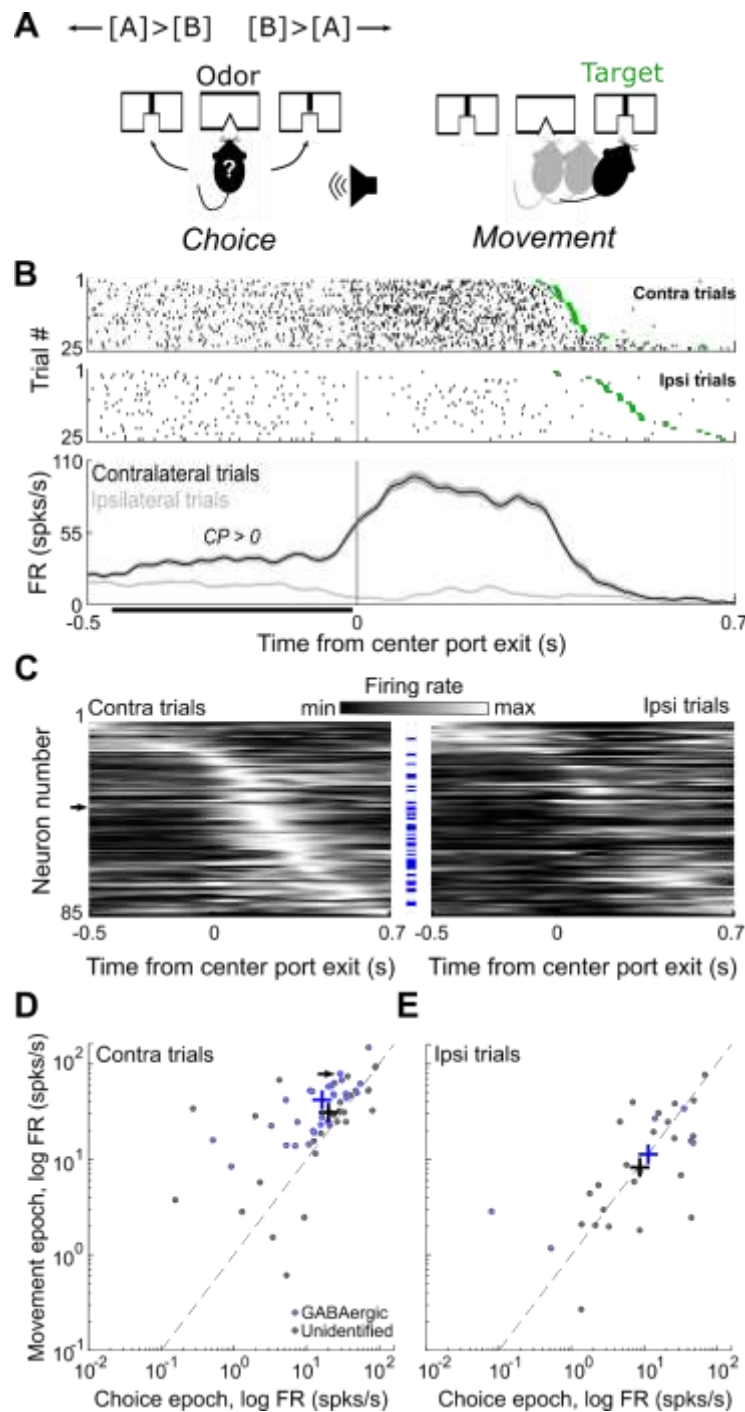 A
[A]>[B] [B]>[A]
Odor
Target
?
Choice
Movement
B
1
Contra trials
Trial #
25
1
Ipsi trials
25
110
Contralateral trials
Ipsilateral trials
CP > 0
55
FR (spks/s)
0
-0.5 0 0.7
Time from center port exit (s)
C
Firing rate
Contra trials min max Ipsi trials
1
Neuron number
85
-0.5 0 0.7 -0.5 0 0.7
Time from center port exit (s) Time from center port exit (s)
D E
Contra trials Ipsi trials
Movement epoch, log FR (spks/s)
10² 10²
10¹ 10¹
10⁰ 10⁰
GABAergic
Unidentified
10⁻¹ 10⁻¹
10⁻² 10⁻¹ 10⁰ 10¹ 10² 10⁻² 10⁻¹ 10⁰ 10¹ 10²
Choice epoch, log FR (spks/s) Choice epoch, log FR (spks/s)